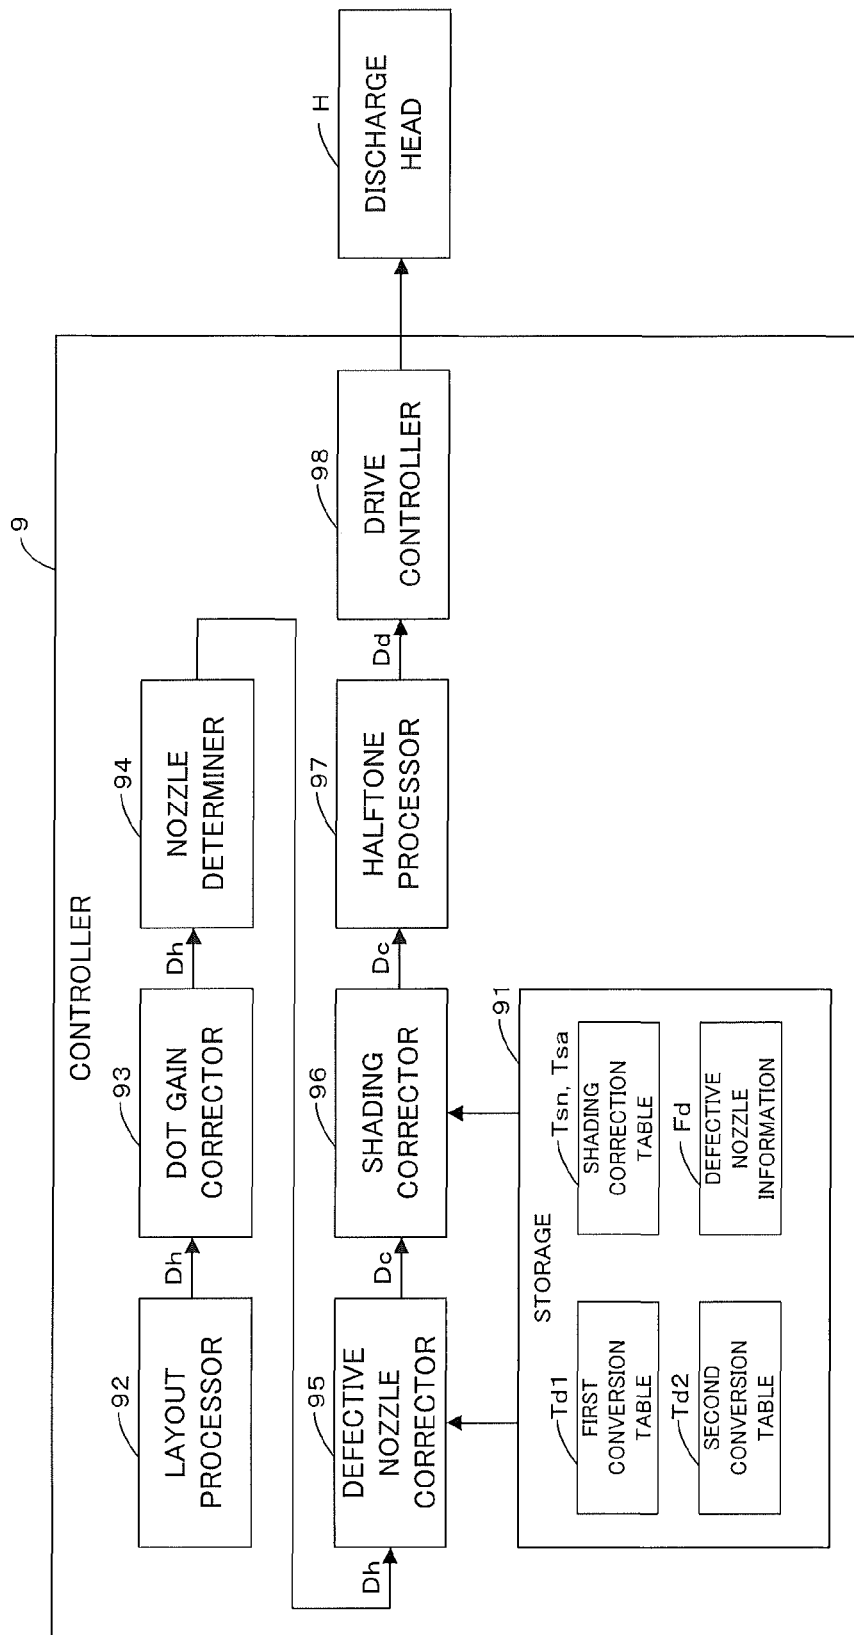 9
CONTROLLER
92
LAYOUT
PROCESSOR
Dh
93
DOT GAIN
CORRECTOR
Dh
94
NOZZLE
DETERMINER
Dh
95
DEFECTIVE
NOZZLE
CORRECTOR
Dc
96
SHADING
CORRECTOR
Dc
97
HALFTONE
PROCESSOR
Dd
98
DRIVE
CONTROLLER
H
DISCHARGE
HEAD
91
STORAGE
Td1
FIRST
CONVERSION
TABLE
Tsn, Tsa
SHADING
CORRECTION
TABLE
Td2
SECOND
CONVERSION
TABLE
Fd
DEFECTIVE
NOZZLE
INFORMATION